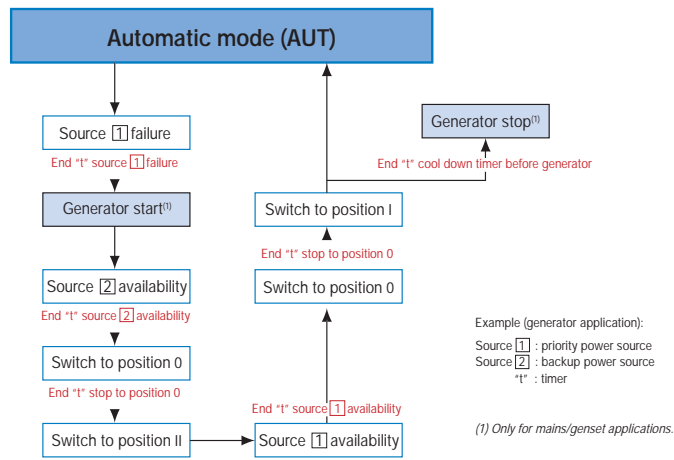 Automatic mode (AUT)
Source 1 failure
End "t" source 1 failure
Generator start(1)
Source 2 availability
End "t" source 2 availability
Switch to position 0
End "t" stop to position 0
Switch to position II
Generator stop(1)
End "t" cool down timer before generator
Switch to position I
End "t" stop to position 0
Switch to position 0
End "t" source 1 availability
Source 1 availability
Example (generator application):
Source 1 : priority power source
Source 2 : backup power source
"t" : timer
(1) Only for mains/genset applications.